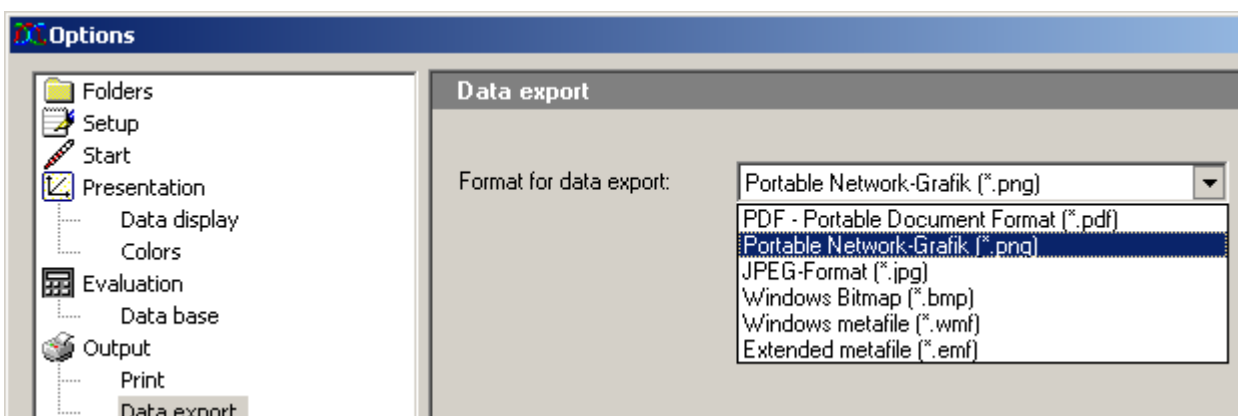 Options
Folders
Setup
Start
Presentation
Data display
Colors
Evaluation
Data base
Output
Print
Data export
Data export
Format for data export:
Portable Network-Grafik (*.png)
PDF - Portable Document Format (*.pdf)
Portable Network-Grafik (*.png)
JPEG-Format (*.jpg)
Windows Bitmap (*.bmp)
Windows metafile (*.wmf)
Extended metafile (*.emf)